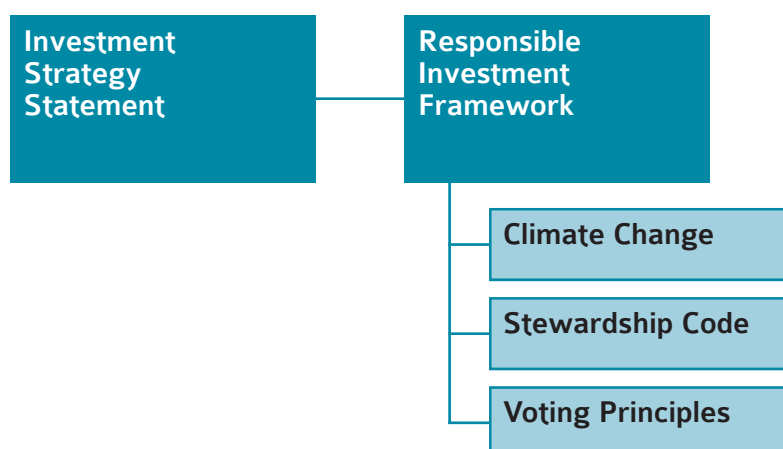 Investment
Strategy
Statement
Responsible
Investment
Framework
Climate Change
Stewardship Code
Voting Principles